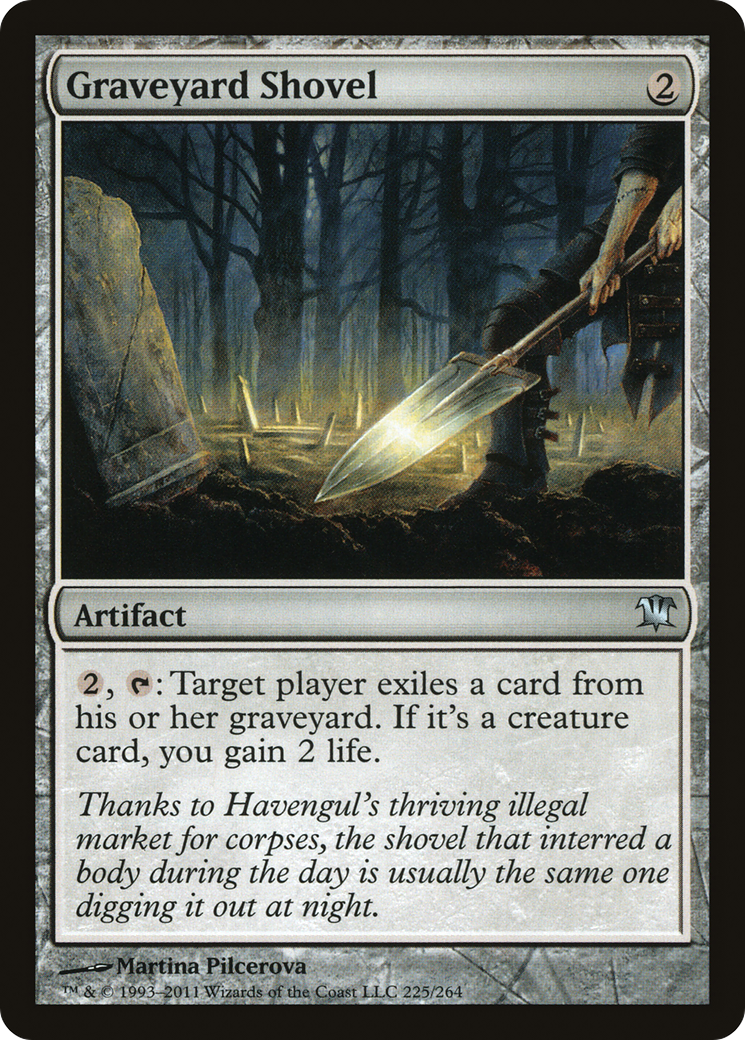 Graveyard Shovel 2
Artifact
2, : Target player exiles a card from
his or her graveyard. If it's a creature
card, you gain 2 life.
Thanks to Havengul's thriving illegal
market for corpses, the shovel that interred a
body during the day is usually the same one
digging it out at night.
Martina Pilcerova
™ & © 1993–2011 Wizards of the Coast LLC 225/264